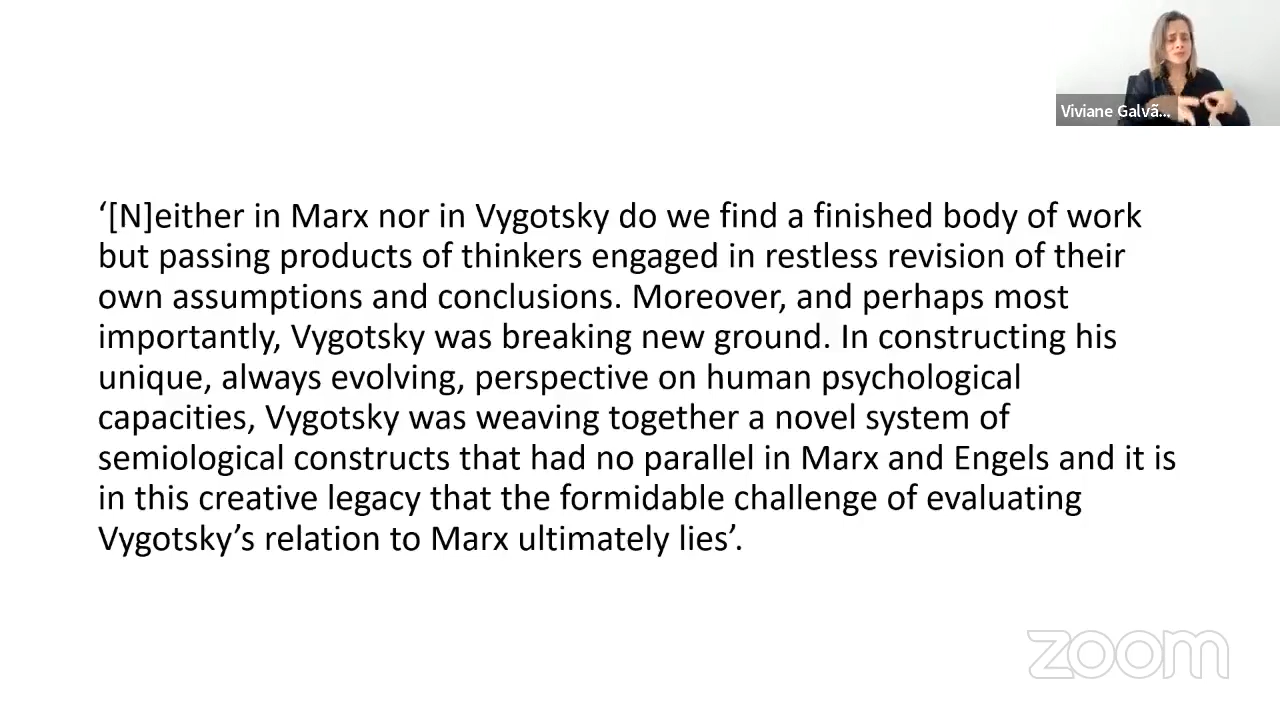 Viviane Galvã...
‘[N]either in Marx nor in Vygotsky do we find a finished body of work
but passing products of thinkers engaged in restless revision of their
own assumptions and conclusions. Moreover, and perhaps most
importantly, Vygotsky was breaking new ground. In constructing his
unique, always evolving, perspective on human psychological
capacities, Vygotsky was weaving together a novel system of
semiological constructs that had no parallel in Marx and Engels and it is
in this creative legacy that the formidable challenge of evaluating
Vygotsky’s relation to Marx ultimately lies’.
zoom